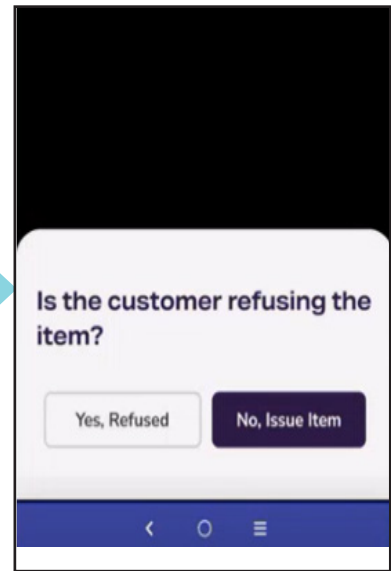 Is the customer refusing the
item?
Yes, Refused No, Issue Item